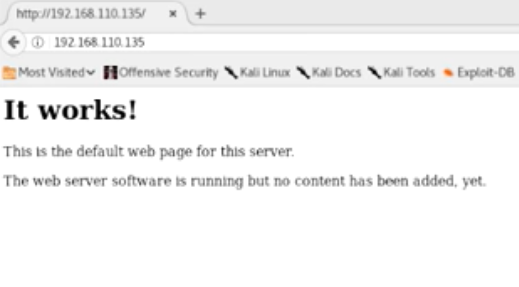 http://192.168.110.135/ × +
192.168.110.135
Most Visited Offensive Security Kali Linux Kali Docs Kali Tools Exploit-DB
It works!
This is the default web page for this server.
The web server software is running but no content has been added, yet.